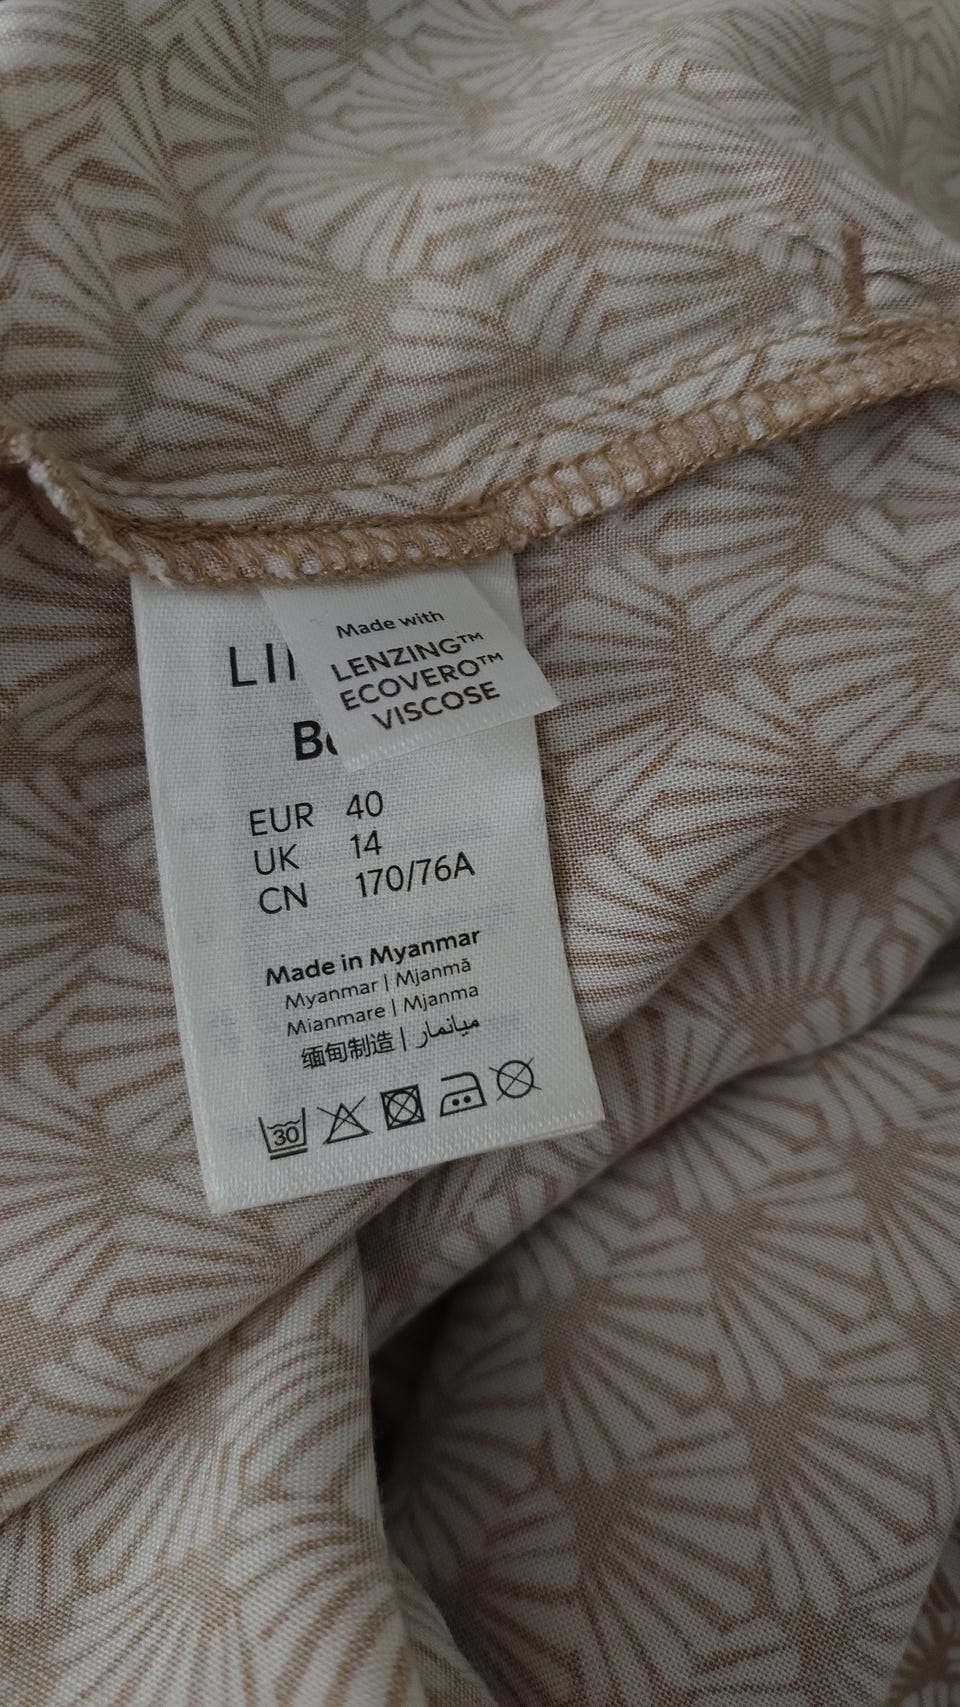 Made with
LENZING™
ECOVERO™
VISCOSE
EUR 40
UK 14
CN 170/76A
Made in Myanmar
Myanmar | Mjanmā
Mianmare | Mjanma
缅甸制造 | ميانمار
30